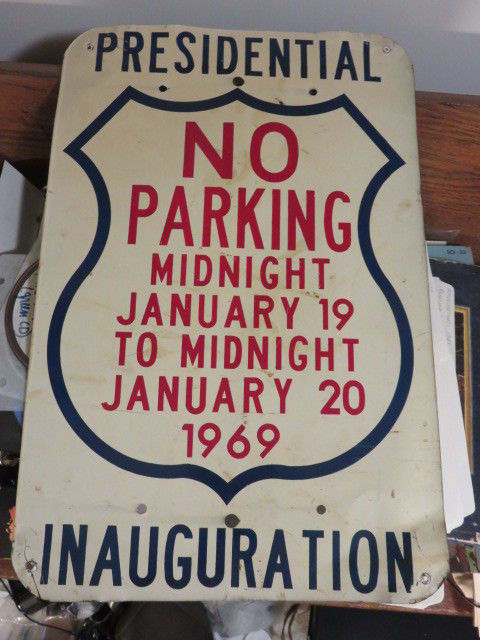 PRESIDENTIAL
NO
PARKING
MIDNIGHT
JANUARY 19
TO MIDNIGHT
JANUARY 20
1969
INAUGURATION